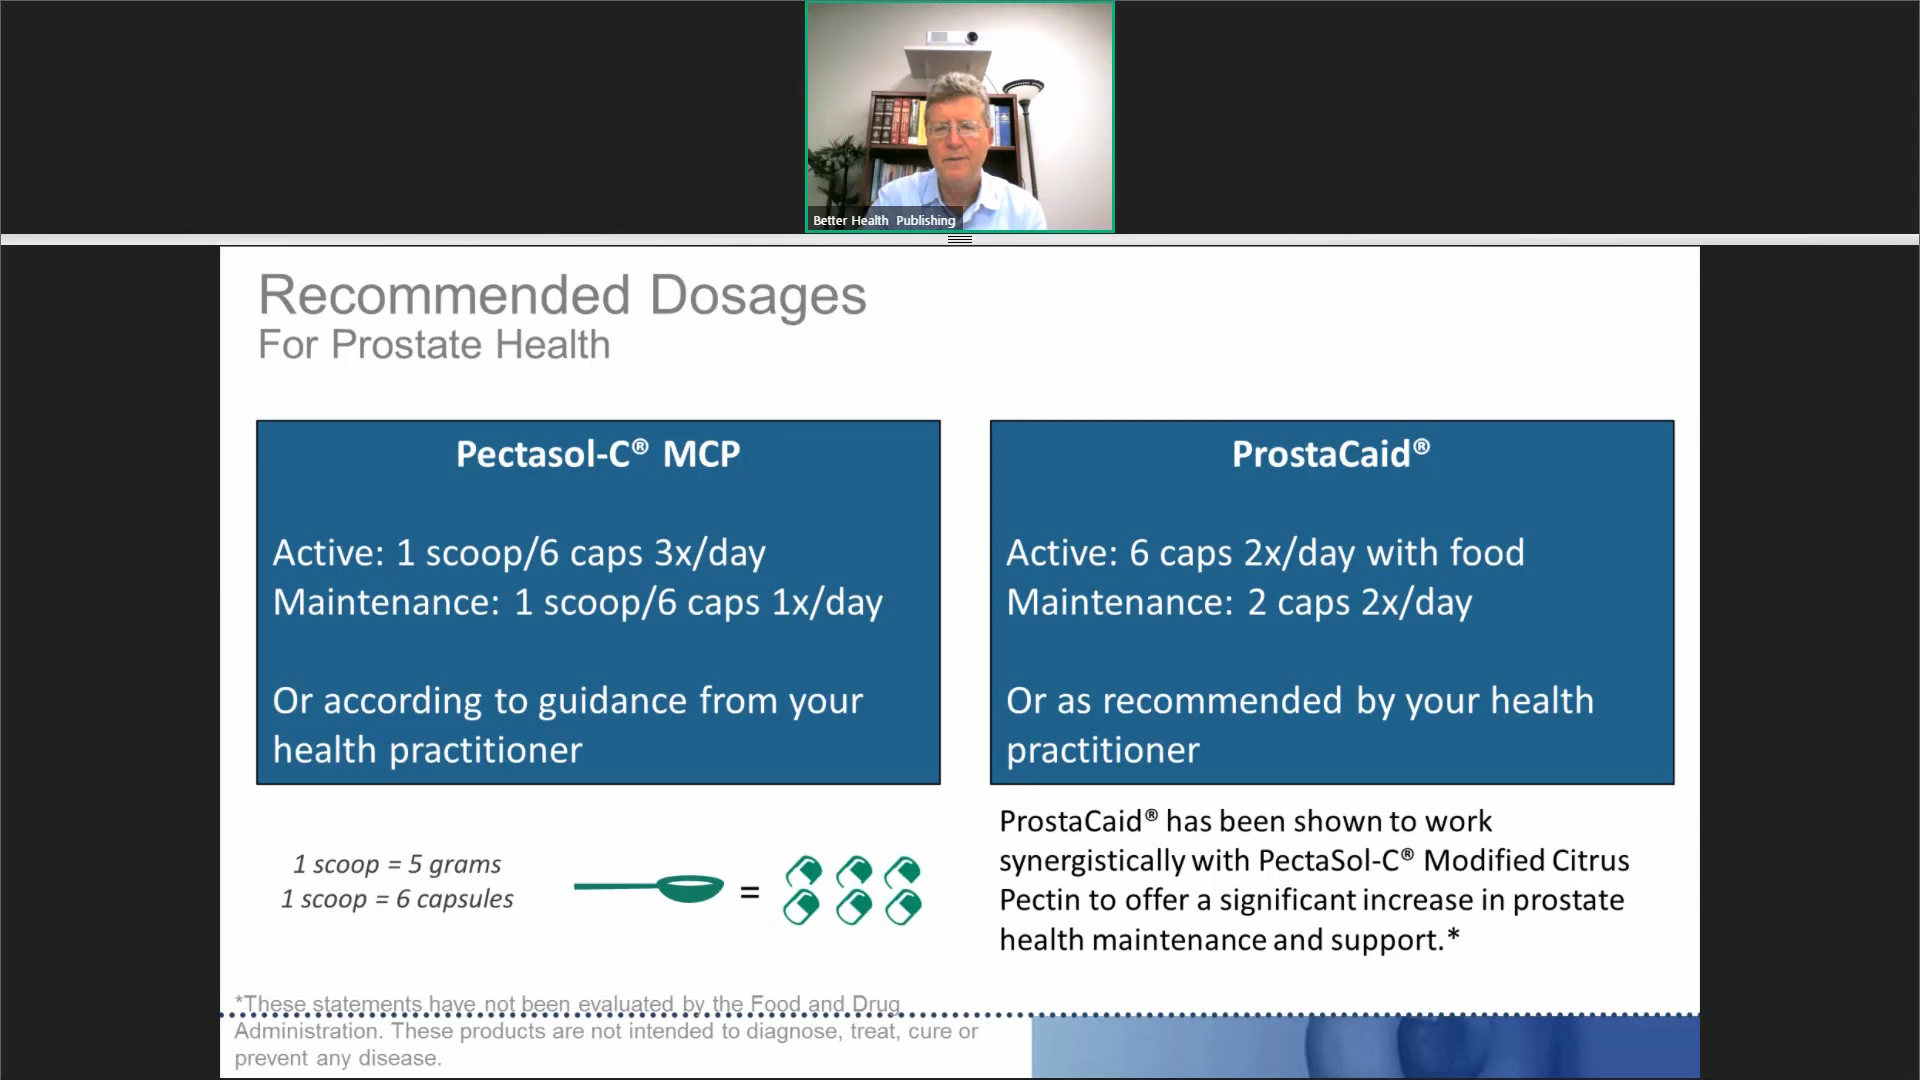 Better Health Publishing
Recommended Dosages
For Prostate Health
Pectasol-C® MCP
Active: 1 scoop/6 caps 3x/day
Maintenance: 1 scoop/6 caps 1x/day
Or according to guidance from your
health practitioner
ProstaCaid®
Active: 6 caps 2x/day with food
Maintenance: 2 caps 2x/day
Or as recommended by your health
practitioner
1 scoop = 5 grams
1 scoop = 6 capsules
=
ProstaCaid® has been shown to work
synergistically with PectaSol-C® Modified Citrus
Pectin to offer a significant increase in prostate
health maintenance and support.*
*These statements have not been evaluated by the Food and Drug
Administration. These products are not intended to diagnose, treat, cure or
prevent any disease.